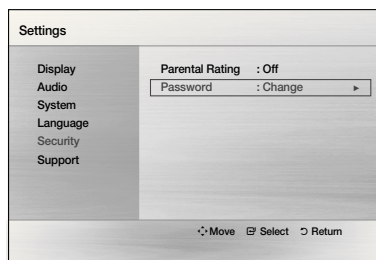 Settings
Display
Audio
System
Language
Security
Support
Parental Rating : Off
Password : Change
Move Select Return